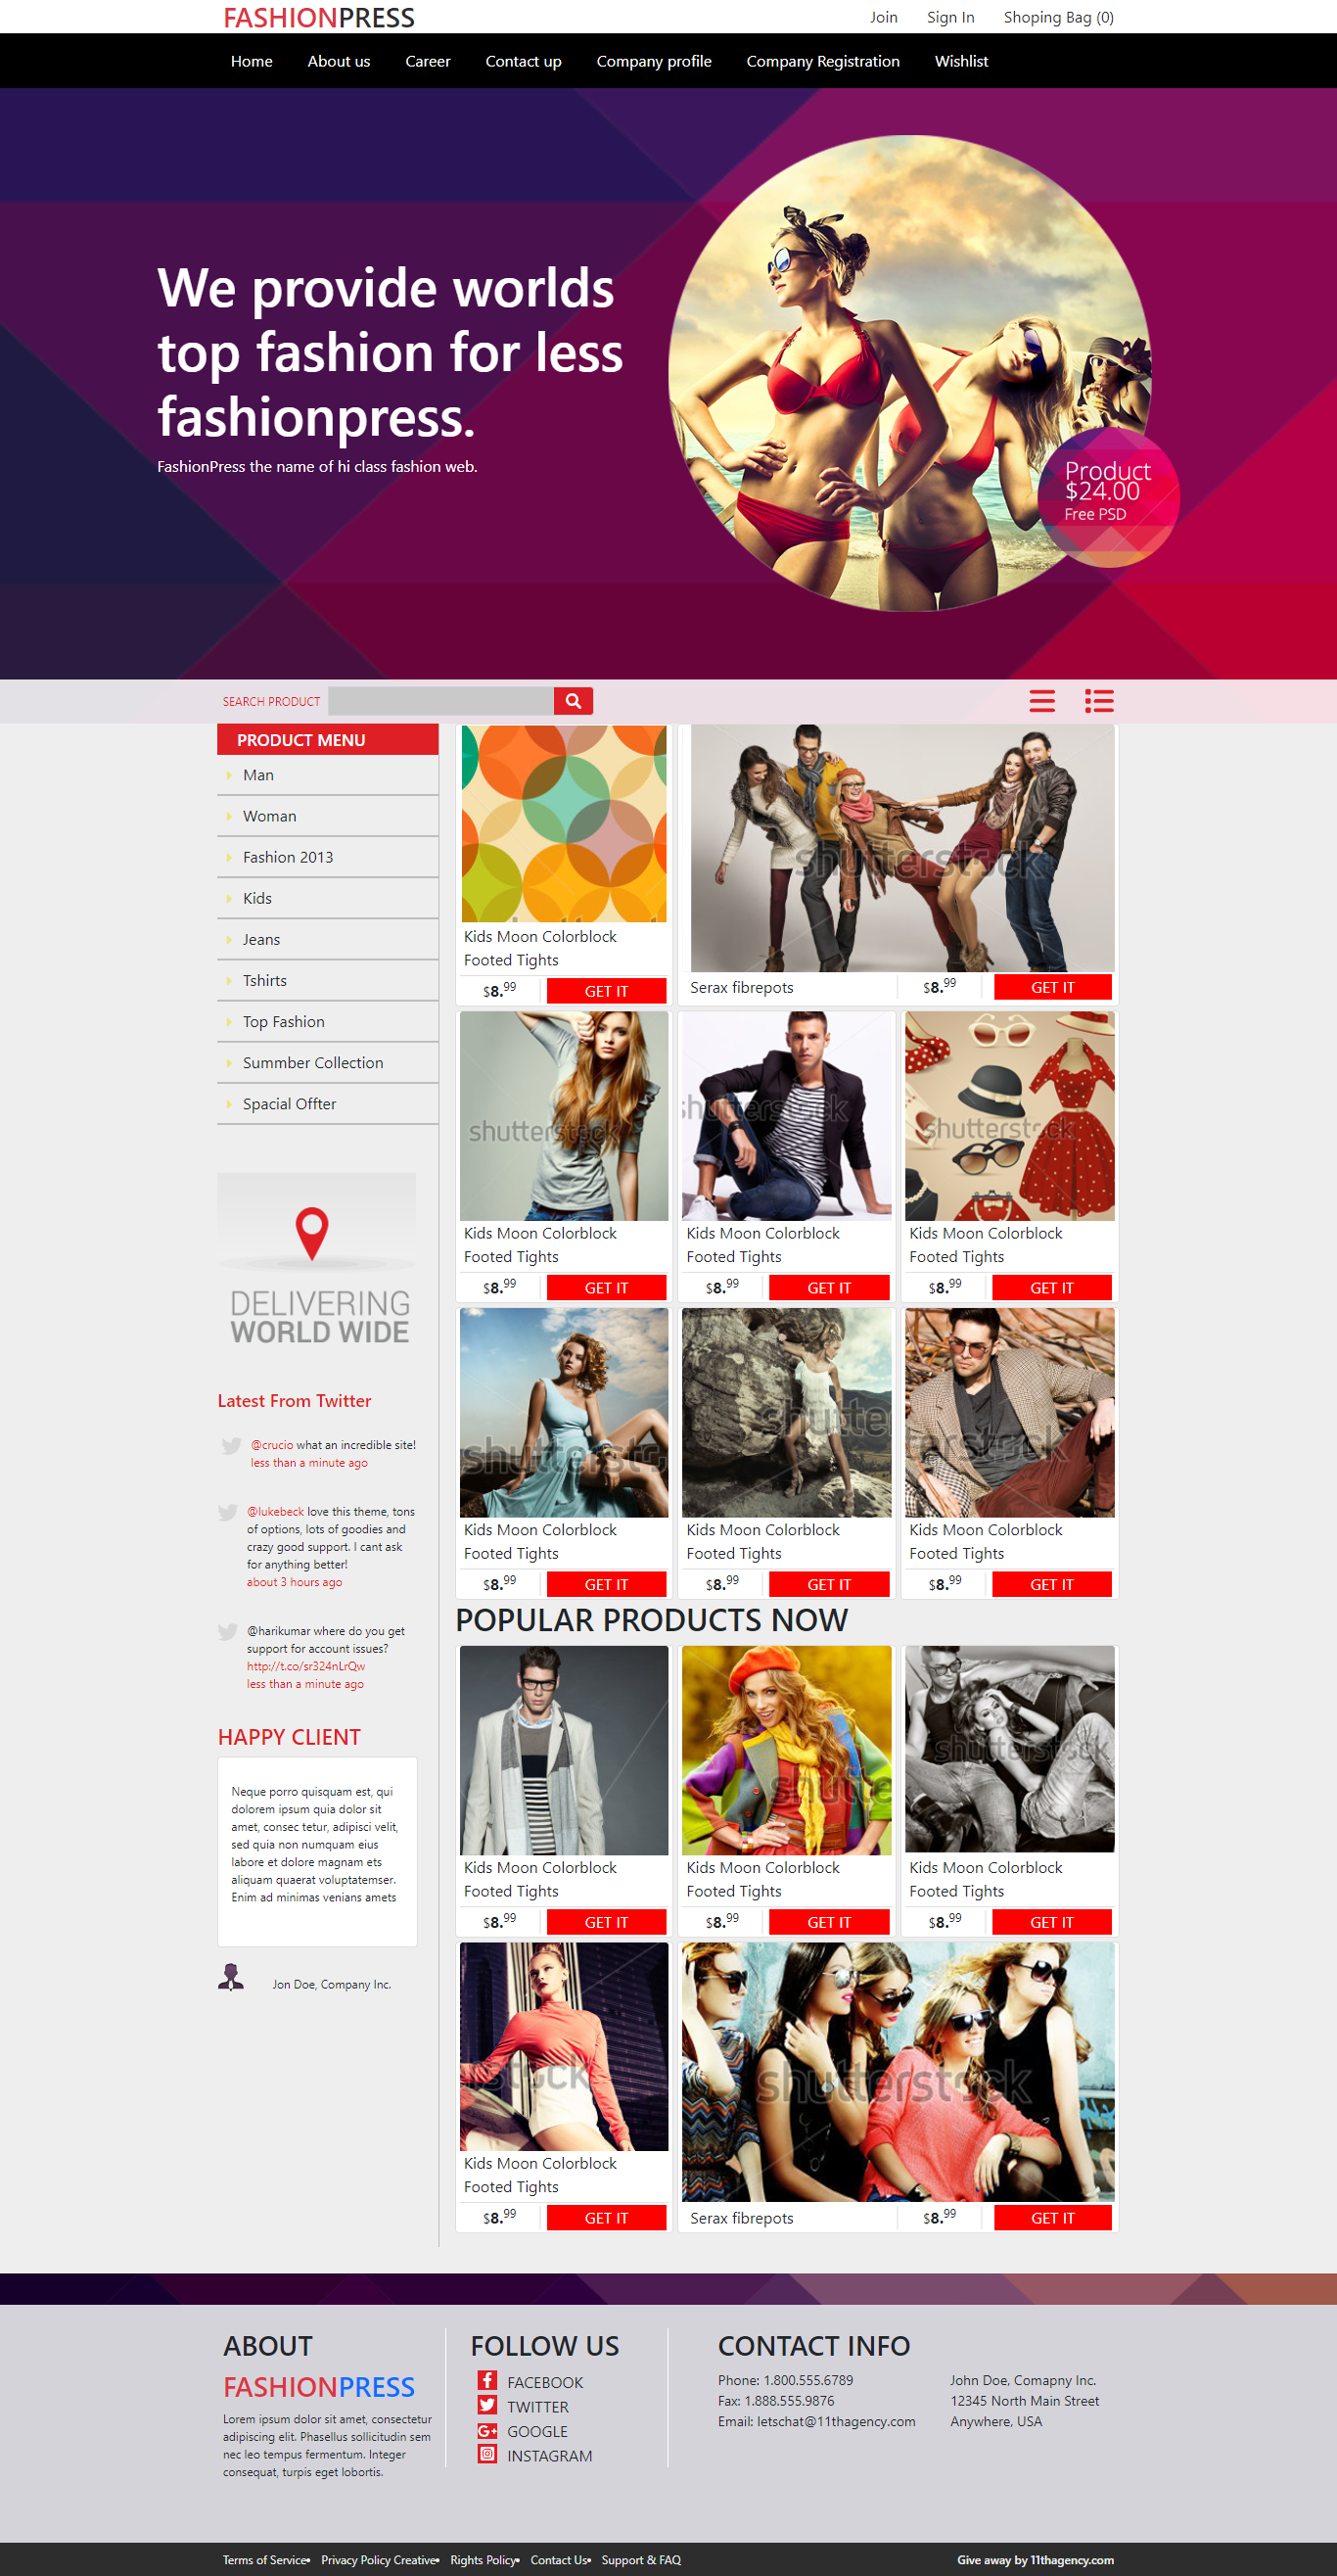 FASHIONPRESS
Join Sign In Shoping Bag (0)
Home About us Career Contact up Company profile Company Registration Wishlist
We provide worlds
top fashion for less
fashionpress.
FashionPress the name of hi class fashion web.
Product
$24.00
Free PSD
SEARCH PRODUCT
PRODUCT MENU
Man
Woman
Fashion 2013
Kids
Jeans
Tshirts
Top Fashion
Summber Collection
Spacial Offter
DELIVERING
WORLD WIDE
Latest From Twitter
@crucio what an incredible site!
less than a minute ago
@lukebeck love this theme, tons
of options, lots of goodies and
crazy good support. I cant ask
for anything better!
about 3 hours ago
@harikumar where do you get
support for account issues?
http://t.co/sr324nLrQw
less than a minute ago
HAPPY CLIENT
Neque porro quisquam est, qui
dolorem ipsum quia dolor sit
amet, consec tetur, adipisci velit,
sed quia non numquam eius
labore et dolore magnam ets
aliquam quaerat voluptatemser.
Enim ad minimas venians amets
Jon Doe, Company Inc.
Kids Moon Colorblock
Footed Tights
$8.99 GET IT
shutterstock
Serax fibrepots $8.99 GET IT
shutterstock
Kids Moon Colorblock
Footed Tights
$8.99 GET IT
shutterstock
Kids Moon Colorblock
Footed Tights
$8.99 GET IT
shutterstock
Kids Moon Colorblock
Footed Tights
$8.99 GET IT
shutterstock
Kids Moon Colorblock
Footed Tights
$8.99 GET IT
shutter
Kids Moon Colorblock
Footed Tights
$8.99 GET IT
erstock
Kids Moon Colorblock
Footed Tights
$8.99 GET IT
POPULAR PRODUCTS NOW
Kids Moon Colorblock
Footed Tights
$8.99 GET IT
shutte
Kids Moon Colorblock
Footed Tights
$8.99 GET IT
shutterstock
Kids Moon Colorblock
Footed Tights
$8.99 GET IT
rstock
Kids Moon Colorblock
Footed Tights
$8.99 GET IT
shutterstock
Serax fibrepots $8.99 GET IT
ABOUT
FASHIONPRESS
Lorem ipsum dolor sit amet, consectetur
adipiscing elit. Phasellus sollicitudin sem
nec leo tempus fermentum. Integer
consequat, turpis eget lobortis.
FOLLOW US
FACEBOOK
TWITTER
GOOGLE
INSTAGRAM
CONTACT INFO
Phone: 1.800.555.6789
Fax: 1.888.555.9876
Email: letschat@11thagency.com
John Doe, Comapny Inc.
12345 North Main Street
Anywhere, USA
Terms of Service• Privacy Policy Creative• Rights Policy• Contact Us• Support & FAQ
Give away by 11thagency.com